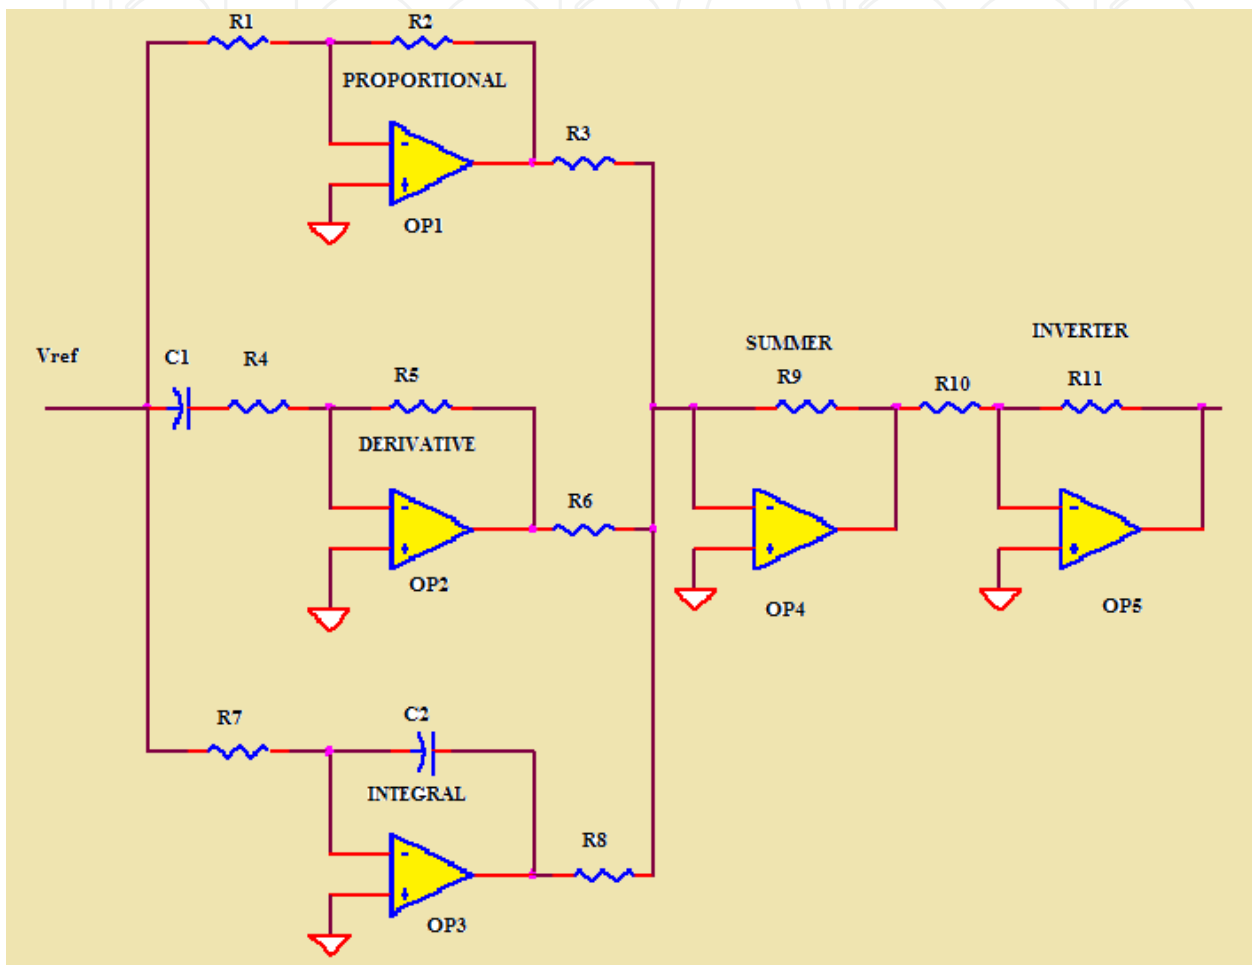 R1 R2
PROPORTIONAL
R3
-
+
OP1
Vref
C1 R4 R5
DERIVATIVE
SUMMER
INVERTER
R9 R10 R11
R6
-
+
OP2
-
+
OP4
-
+
OP5
R7 C2
INTEGRAL
R8
-
+
OP3